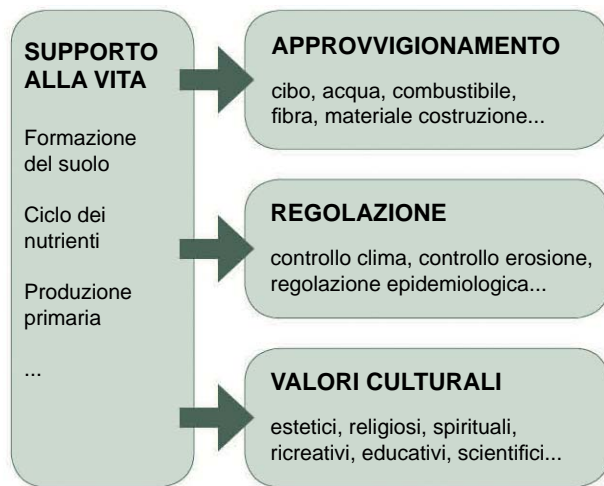 SUPPORTO
ALLA VITA
Formazione
del suolo
Ciclo dei
nutrienti
Produzione
primaria
...
APPROVVIGIONAMENTO
cibo, acqua, combustibile,
fibra, materiale costruzione...
REGOLAZIONE
controllo clima, controllo erosione,
regolazione epidemiologica...
VALORI CULTURALI
estetici, religiosi, spirituali,
ricreativi, educativi, scientifici...